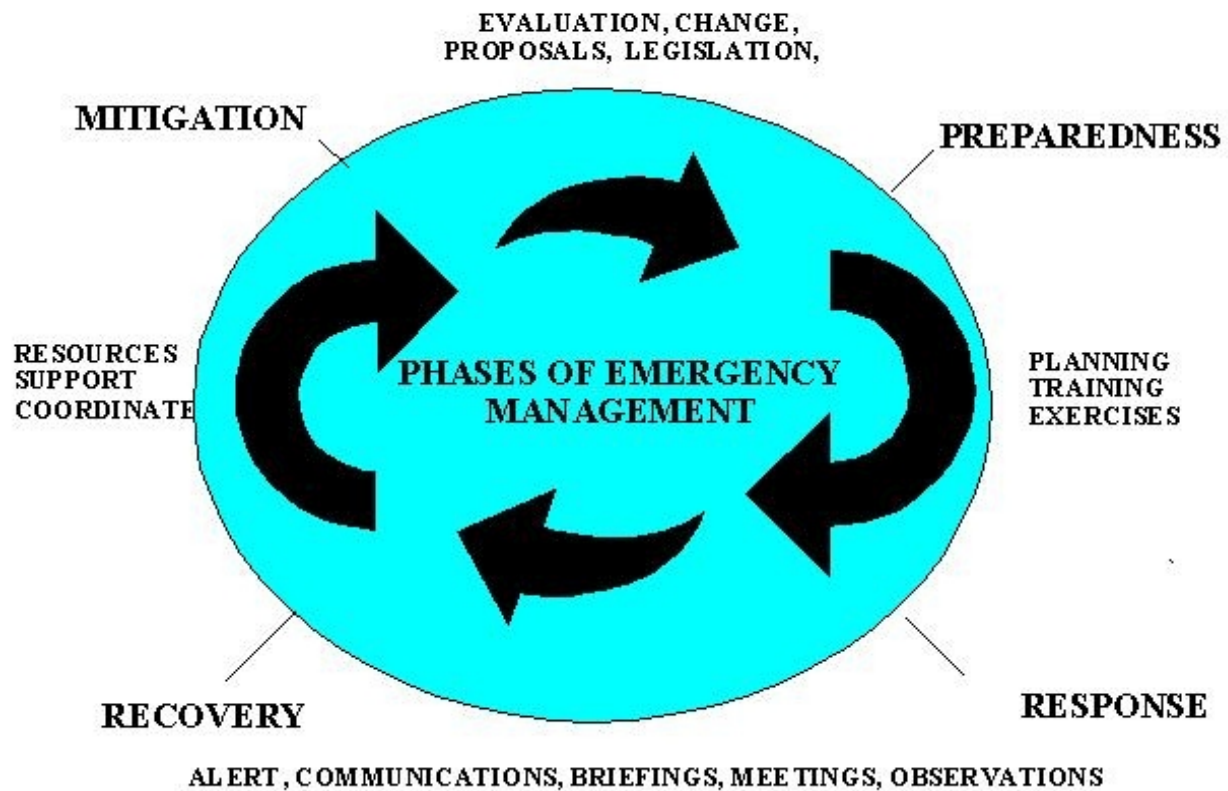 EVALUATION, CHANGE,
PROPOSALS, LEGISLATION,
MITIGATION
PREPAREDNESS
RESOURCES
SUPPORT
COORDINATE
PHASES OF EMERGENCY
MANAGEMENT
PLANNING
TRAINING
EXERCISES
RECOVERY
RESPONSE
ALERT, COMMUNICATIONS, BRIEFINGS, MEETINGS, OBSERVATIONS